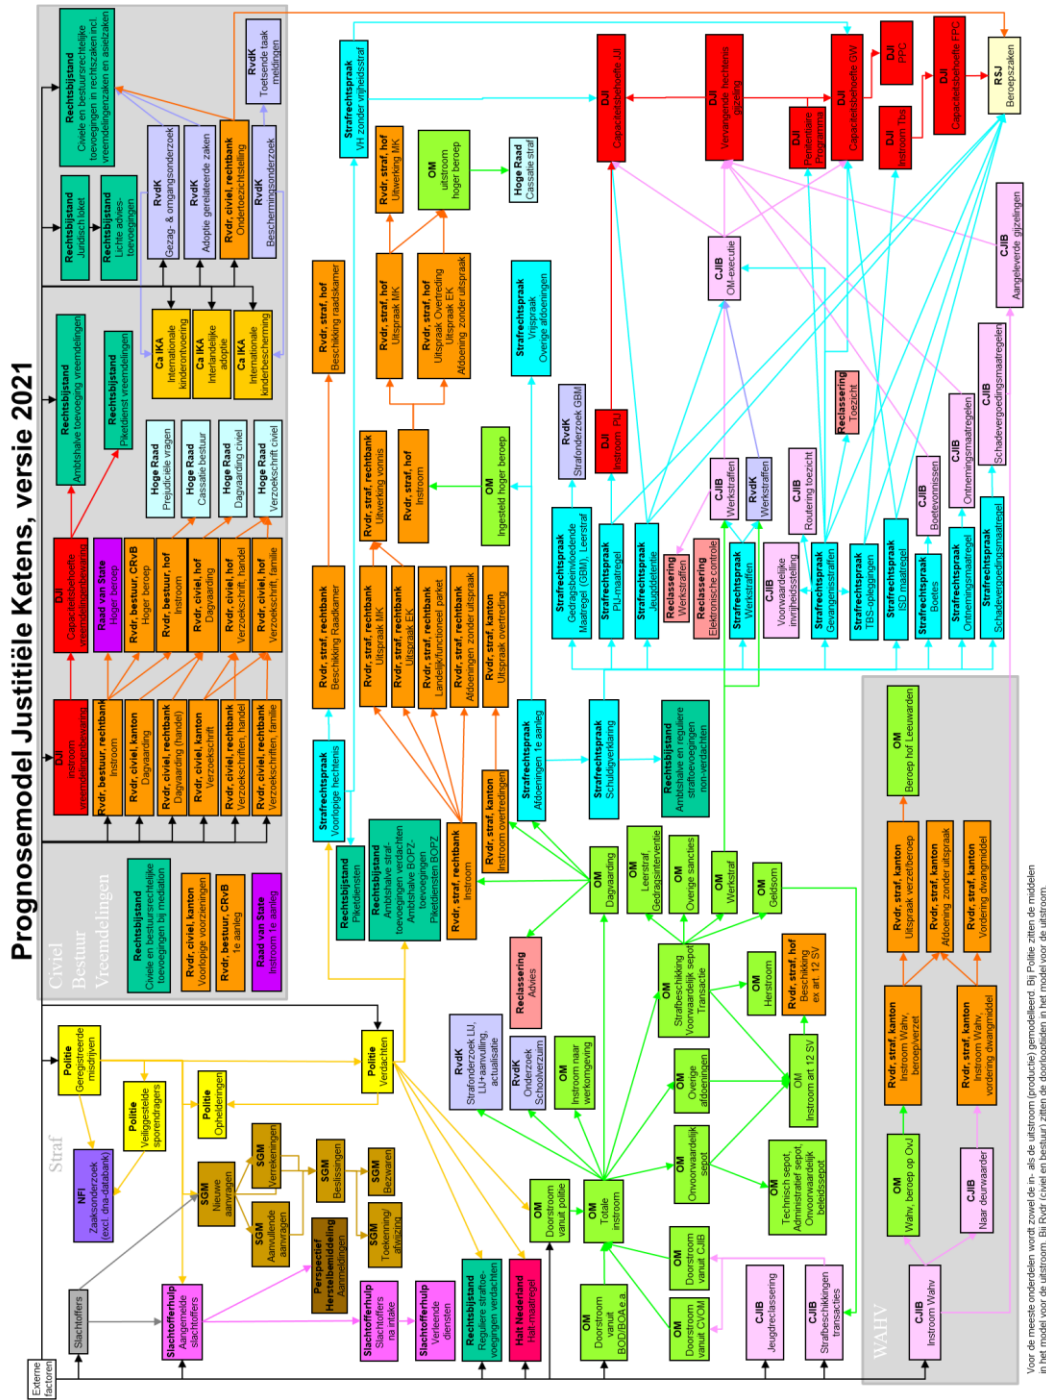 Prognosemodel Justitiële Ketens, versie 2021
Externe
factoren
Straf
Slachtoffers
NFI
Zaaksonderzoek
(excl. dna-databank)
Politie
Geregistreerde
misdrijven
Politie
Veiliggestelde
sporendragers
Politie
Ophelderingen
Politie
Verdachten
Slachtofferhulp
Aangemelde
slachtoffers
SGM
Nieuwe
aanvragen
SGM
Verrekeningen
SGM
Aanvullende
aanvragen
SGM
Beslissingen
SGM
Bezwaren
SGM
Toekenning/
afwijzing
Perspectief
Herstelbemiddeling
Aanmeldingen
Slachtofferhulp
Slachtoffers
na intake
Slachtofferhulp
Verleende
diensten
Rechtsbijstand
Reguliere straftoe-
voegingen verdachten
Halt Nederland
Halt-maatregel
Civiel
Bestuur
Vreemdelingen
Rechtsbijstand
Civiele en bestuursrechtelijke
toevoegingen bij mediation
Rvdr, civiel, kanton
Voorlopige voorzieningen
Rvdr, bestuur, CRvB
1e aanleg
Raad van State
Instroom 1e aanleg
DJI
Instroom
vreemdelingenbewaring
Rvdr, bestuur, rechtbank
Instroom
Rvdr, civiel, kanton
Dagvaarding
Rvdr, civiel, rechtbank
Dagvaarding (handel)
Rvdr, civiel, kanton
Verzoekschrift
Rvdr, civiel, rechtbank
Verzoekschriften, handel
Rvdr, civiel, rechtbank
Verzoekschriften, familie
DJI
Capaciteitsbehoefte
vreemdelingenbewaring
Raad van State
Hoger beroep
Rvdr, bestuur, CRvB
Hoger beroep
Rvdr, bestuur, hof
Instroom
Rvdr, civiel, hof
Dagvaarding
Rvdr, civiel, hof
Verzoekschrift, handel
Rvdr, civiel, hof
Verzoekschrift, familie
Rechtsbijstand
Ambtshalve toevoeging vreemdelingen
Rechtsbijstand
Piketdienst vreemdelingen
Hoge Raad
Prejudiciële vragen
Hoge Raad
Cassatie bestuur
Hoge Raad
Dagvaarding civiel
Hoge Raad
Verzoekschrift civiel
Rechtsbijstand
Juridisch loket
Rechtsbijstand
Lichte advies-
toevoegingen
Ca IKA
Internationale
kinderontvoering
Ca IKA
Interlandelijke
adoptie
Ca IKA
Internationale
kinderbescherming
Rechtsbijstand
Civiele en bestuursrechtelijke
toevoegingen in rechtszaken incl.
vreemdelingenzaken en asielzaken
RvdK
Gezag- & omgangsonderzoek
RvdK
Adoptie gerelateerde zaken
Rvdr, civiel, rechtbank
Ondertoezichtstelling
RvdK
Beschermingsonderzoek
RvdK
Toetsende taak
meldingen
Rechtsbijstand
Piketdiensten
Rechtsbijstand
Ambtshalve straf-
toevoegingen verdachten
Ambtshalve BOPZ-
toevoegingen
Piketdiensten BOPZ
Strafrechtspraak
Voorlopige hechtenis
Rvdr, straf, rechtbank
Instroom
Rvdr, straf, kanton
Instroom overtredingen
Rvdr, straf, rechtbank
Beschikking Raadkamer
Rvdr, straf, rechtbank
Uitspraak MK
Rvdr, straf, rechtbank
Uitspraak EK
Rvdr, straf, rechtbank
Landelijk/functioneel parket
Rvdr, straf, rechtbank
Afdoeningen zonder uitspraak
Rvdr, straf, kanton
Uitspraak overtreding
Rvdr, straf, rechtbank
Uitwerking vonnis
Rvdr, straf, hof
Instroom
OM
Ingesteld hoger beroep
Rvdr, straf, hof
Beschikking raadskamer
Rvdr, straf, hof
Uitspraak MK
Rvdr, straf, hof
Uitspraak Overtreding
Uitspraak EK
Afdoening zonder uitspraak
Rvdr, straf, hof
Uitwerking MK
OM
uitstroom
hoger beroep
Hoge Raad
Cassatie straf
Strafrechtspraak
VH zonder vrijheidsstraf
Strafrechtspraak
Vrijspraak
Overige afdoeningen
Reclassering
Advies
RvdK
Strafonderzoek LIJ,
LIJ+aanvulling,
actualisatie
RvdK
Onderzoek
Schoolverzuim
OM
Instroom naar
werkomgeving
OM
Doorstroom
vanuit politie
OM
Totale
instroom
OM
Doorstroom
vanuit
BOD/BOA e.a.
OM
Doorstroom
vanuit CVOM
OM
Doorstroom
vanuit CJIB
CJIB
Jeugdreclassering
CJIB
Strafbeschikkingen
transacties
OM
Dagvaarding
OM
Strafbeschikking
Voorwaardelijk sepot
Transactie
OM
Overige
afdoeningen
OM
Onvoorwaardelijk
sepot
OM
Technisch sepot,
Administratief sepot,
Onvoorwaardelijk
beleidssepot
OM
Instroom art 12 SV
OM
Herstroom
Rvdr, straf, hof
Beschikking
ex art. 12 SV
OM
Leerstraf,
Gedragsinterventie
OM
Overige sancties
OM
Werkstraf
OM
Geldsom
Strafrechtspraak
Afdoeningen 1e aanleg
Strafrechtspraak
Schuldigverklaring
Rechtsbijstand
Ambtshalve en reguliere
straftoevoegingen
non-verdachten
Strafrechtspraak
Gedragsbeïnvloedende
Maatregel (GBM), Leerstraf
Strafrechtspraak
PIJ-maatregel
Strafrechtspraak
Jeugddetentie
Reclassering
Werkstraffen
Reclassering
Elektronische controle
Strafrechtspraak
Werkstraffen
CJIB
Voorwaardelijke
invrijheidsstelling
Strafrechtspraak
Gevangenisstraffen
Strafrechtspraak
TBS-opleggingen
Strafrechtspraak
ISD maatregel
Strafrechtspraak
Boetes
Strafrechtspraak
Ontnemingsmaatregel
Strafrechtspraak
Schadevergoedingsmaatregel
RvdK
Strafonderzoek GBM
DJI
Instroom PIJ
CJIB
Werkstraffen
RvdK
Werkstraffen
CJIB
Routering toezicht
Reclassering
Toezicht
CJIB
Boetevonnissen
CJIB
Ontnemingsmaatregelen
CJIB
Schadevergoedingsmaatregelen
CJIB
OM-executie
CJIB
Aangeleverde gijzelingen
DJI
Capaciteitsbehoefte JJI
DJI
Vervangende hechtenis
gijzeling
DJI
Penitentiaire
Programma
DJI
Capaciteitsbehoefte GW
DJI
PPC
DJI
Instroom Tbs
DJI
Capaciteitsbehoefte FPC
RSJ
Beroepszaken
WAHV
CJIB
Instroom Wahv
OM
Wahv, beroep op OvJ
CJIB
Naar deurwaarder
Rvdr, straf, kanton
Instroom Wahv,
beroep/verzet
Rvdr, straf, kanton
Instroom Wahv,
vordering dwangmiddel
Rvdr, straf, kanton
Uitspraak verzet/beroep
Rvdr, straf, kanton
Afdoening zonder uitspraak
Rvdr, straf, kanton
Vordering dwangmiddel
OM
Beroep hof Leeuwarden
Voor de meeste onderdelen wordt zowel de in- als de uitstroom (productie) gemodelleerd. Bij Politie zitten de middelen
in het model voor de uitstroom. Bij Rvdr (civiel en bestuur) zitten de doorlooptijden in het model voor de uitstroom.